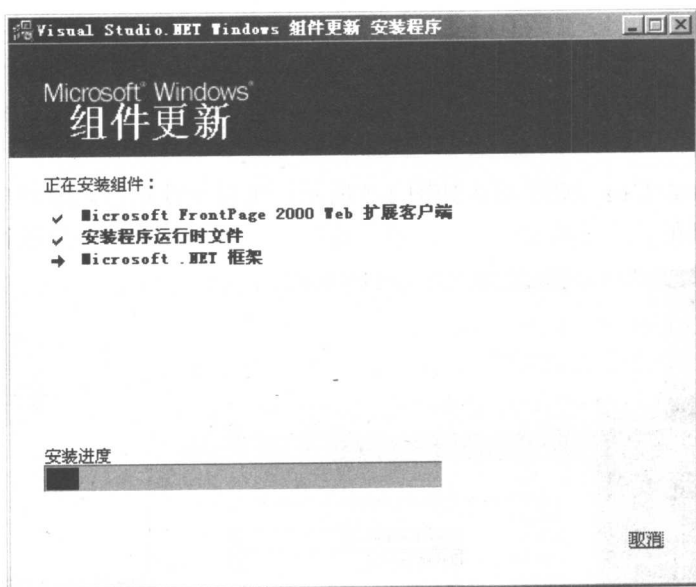 Visual Studio.NET Windows 组件更新 安装程序
Microsoft® Windows®
组件更新
正在安装组件：
✓ Microsoft FrontPage 2000 Web 扩展客户端
✓ 安装程序运行时文件
➔ Microsoft .NET 框架
安装进度
取消